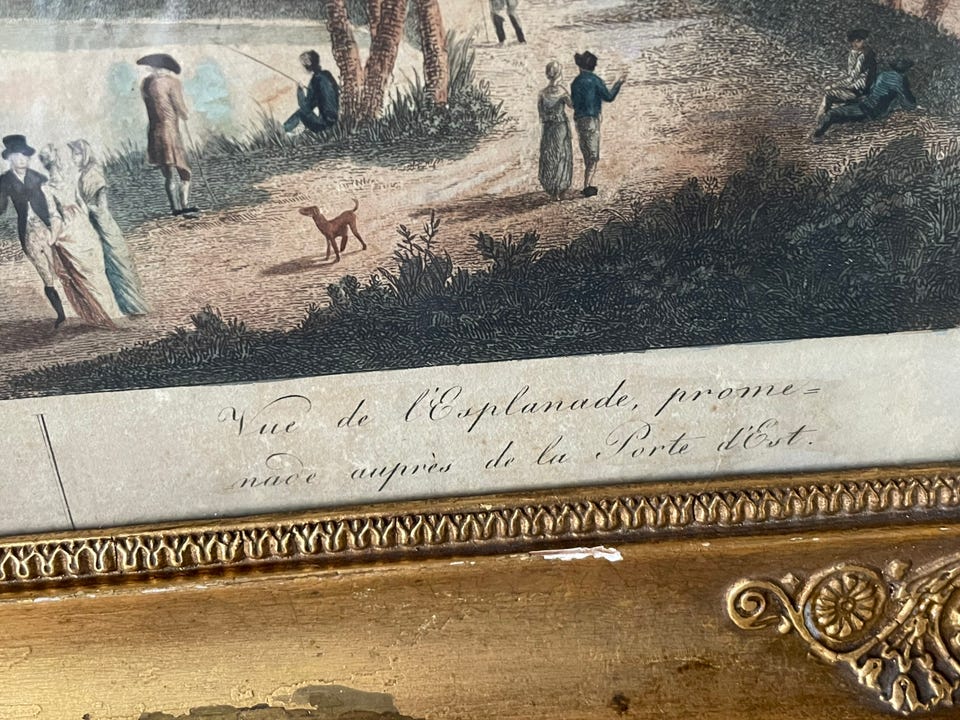 Vue de l'Esplanade, prome=
nade auprès de la Porte d'Est.